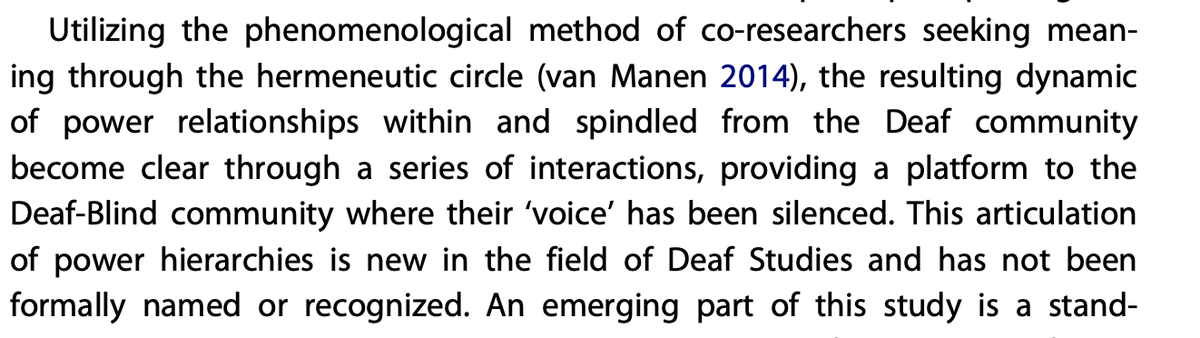 Utilizing the phenomenological method of co-researchers seeking mean-
ing through the hermeneutic circle (van Manen 2014), the resulting dynamic
of power relationships within and spindled from the Deaf community
become clear through a series of interactions, providing a platform to the
Deaf-Blind community where their ‘voice’ has been silenced. This articulation
of power hierarchies is new in the field of Deaf Studies and has not been
formally named or recognized. An emerging part of this study is a stand-